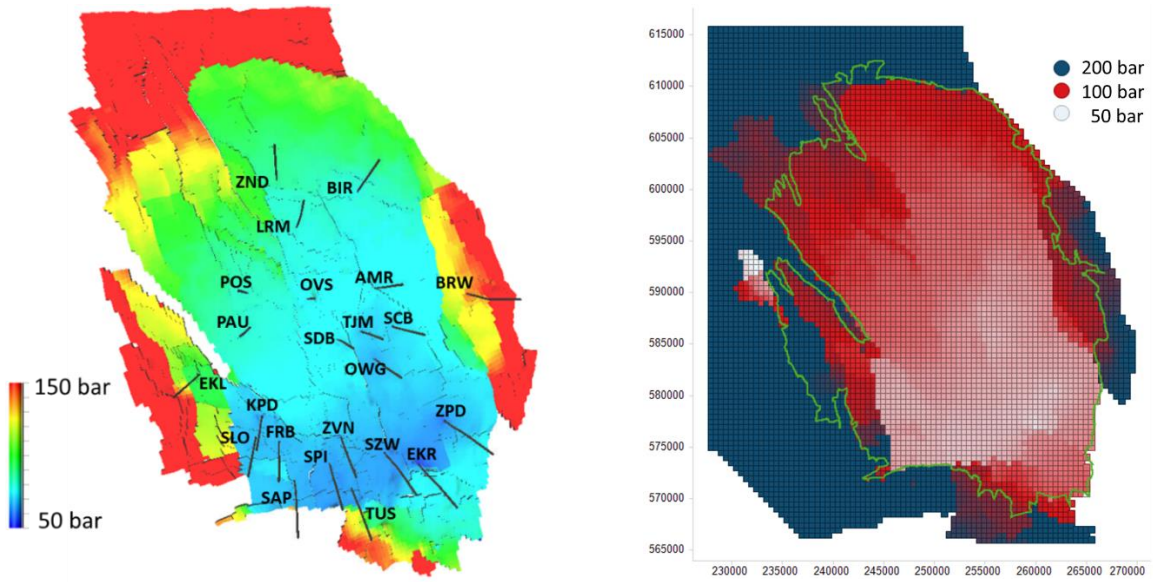 ZND
BIR
LRM
POS
OVS
AMR
BRW
PAU
TJM
SCB
SDB
OWG
EKL
KPD
ZPD
SLO
FRB
ZVN
SZW
SPI
EKR
SAP
TUS
150 bar
50 bar
615000
610000
605000
600000
595000
590000
585000
580000
575000
570000
565000
230000 235000 240000 245000 250000 255000 260000 265000 270000
200 bar
100 bar
50 bar